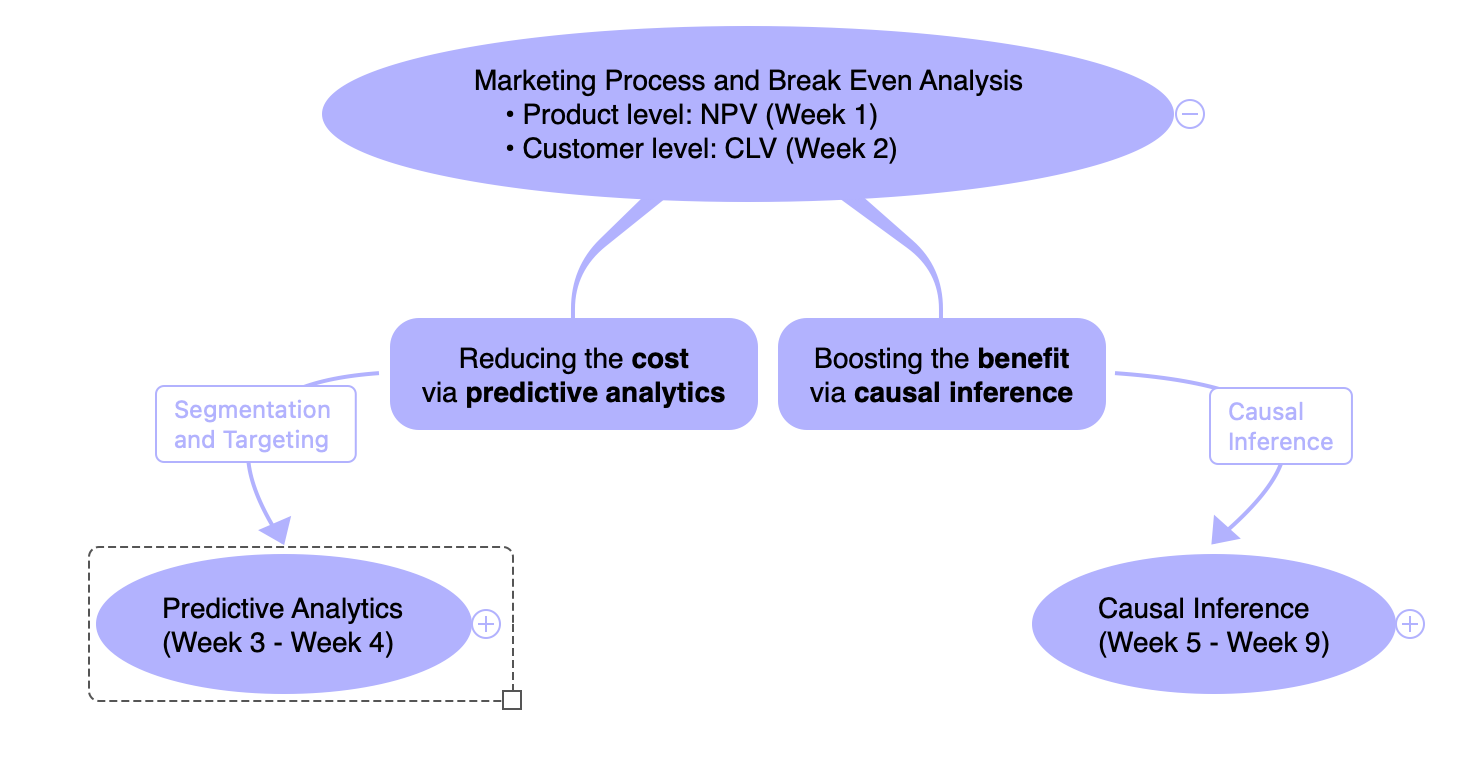 Marketing Process and Break Even Analysis
• Product level: NPV (Week 1)
• Customer level: CLV (Week 2)
Reducing the cost
via predictive analytics
Boosting the benefit
via causal inference
Segmentation
and Targeting
Causal
Inference
Predictive Analytics
(Week 3 - Week 4)
Causal Inference
(Week 5 - Week 9)